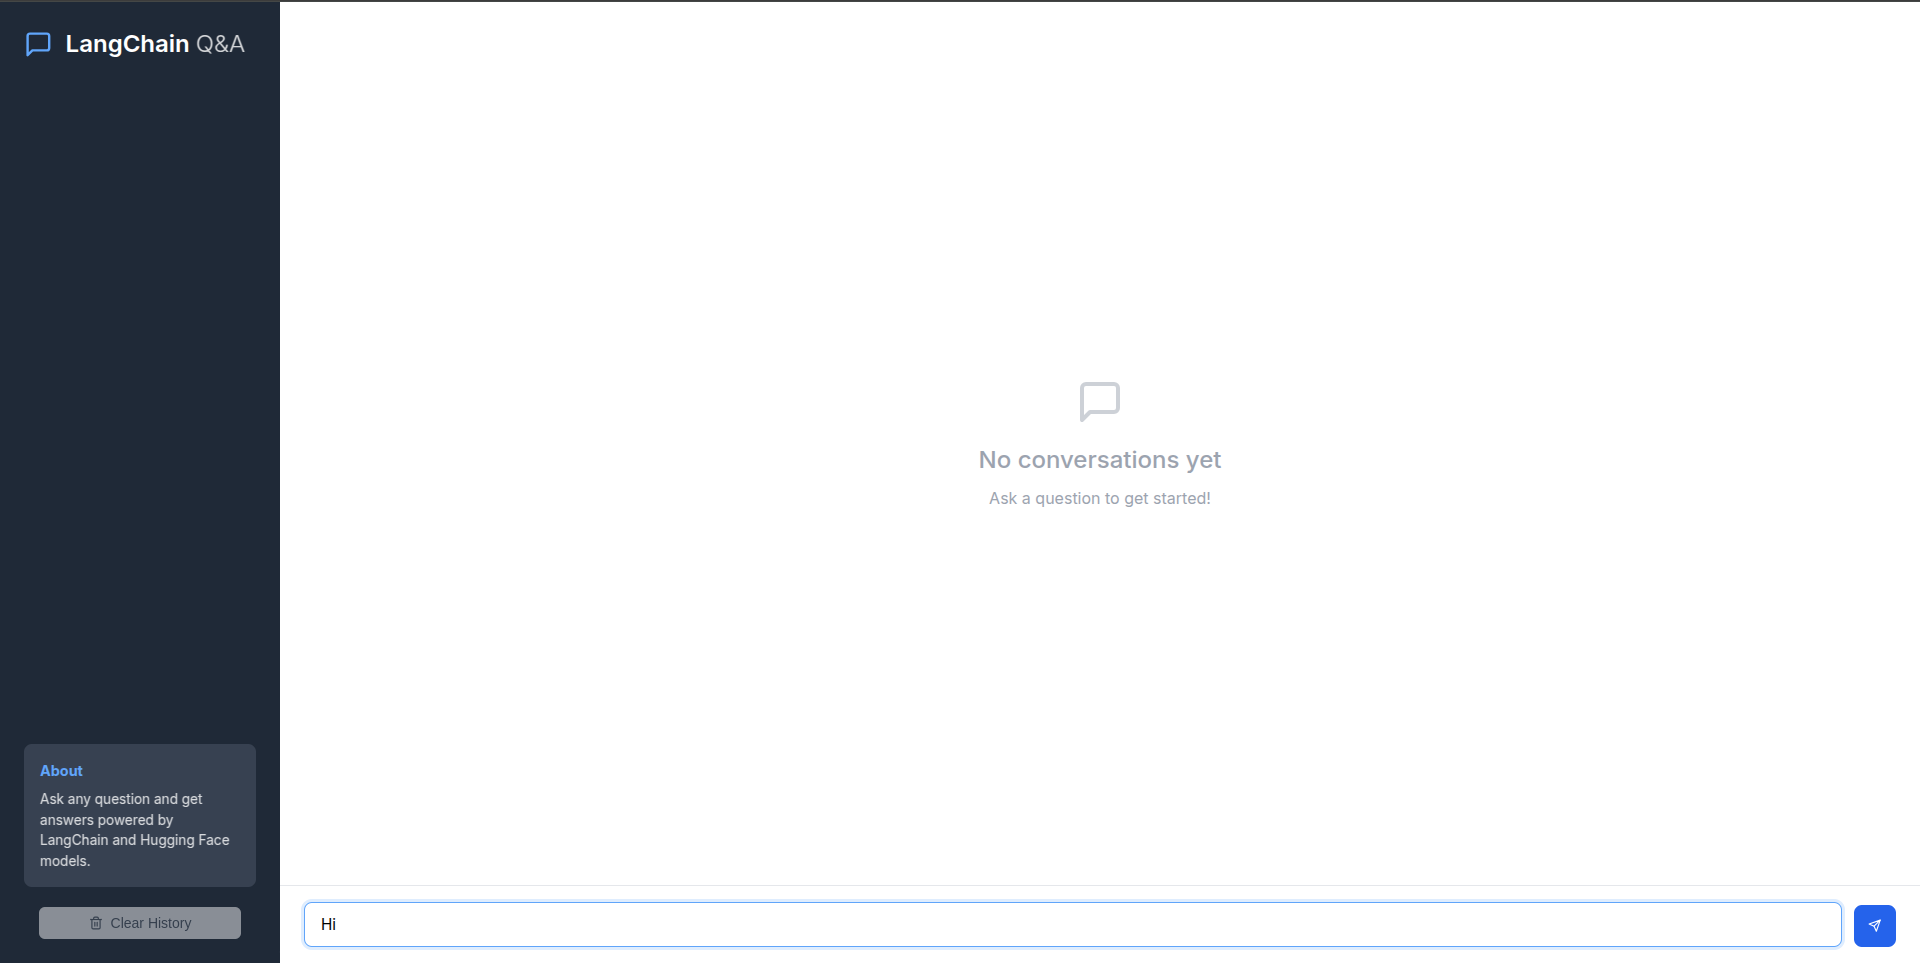 LangChain Q&A
No conversations yet
Ask a question to get started!
About
Ask any question and get
answers powered by
LangChain and Hugging Face
models.
Clear History
Hi